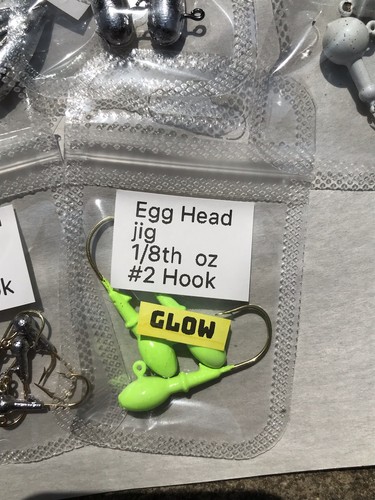 Egg Head
jig
1/8th oz
#2 Hook
GLOW